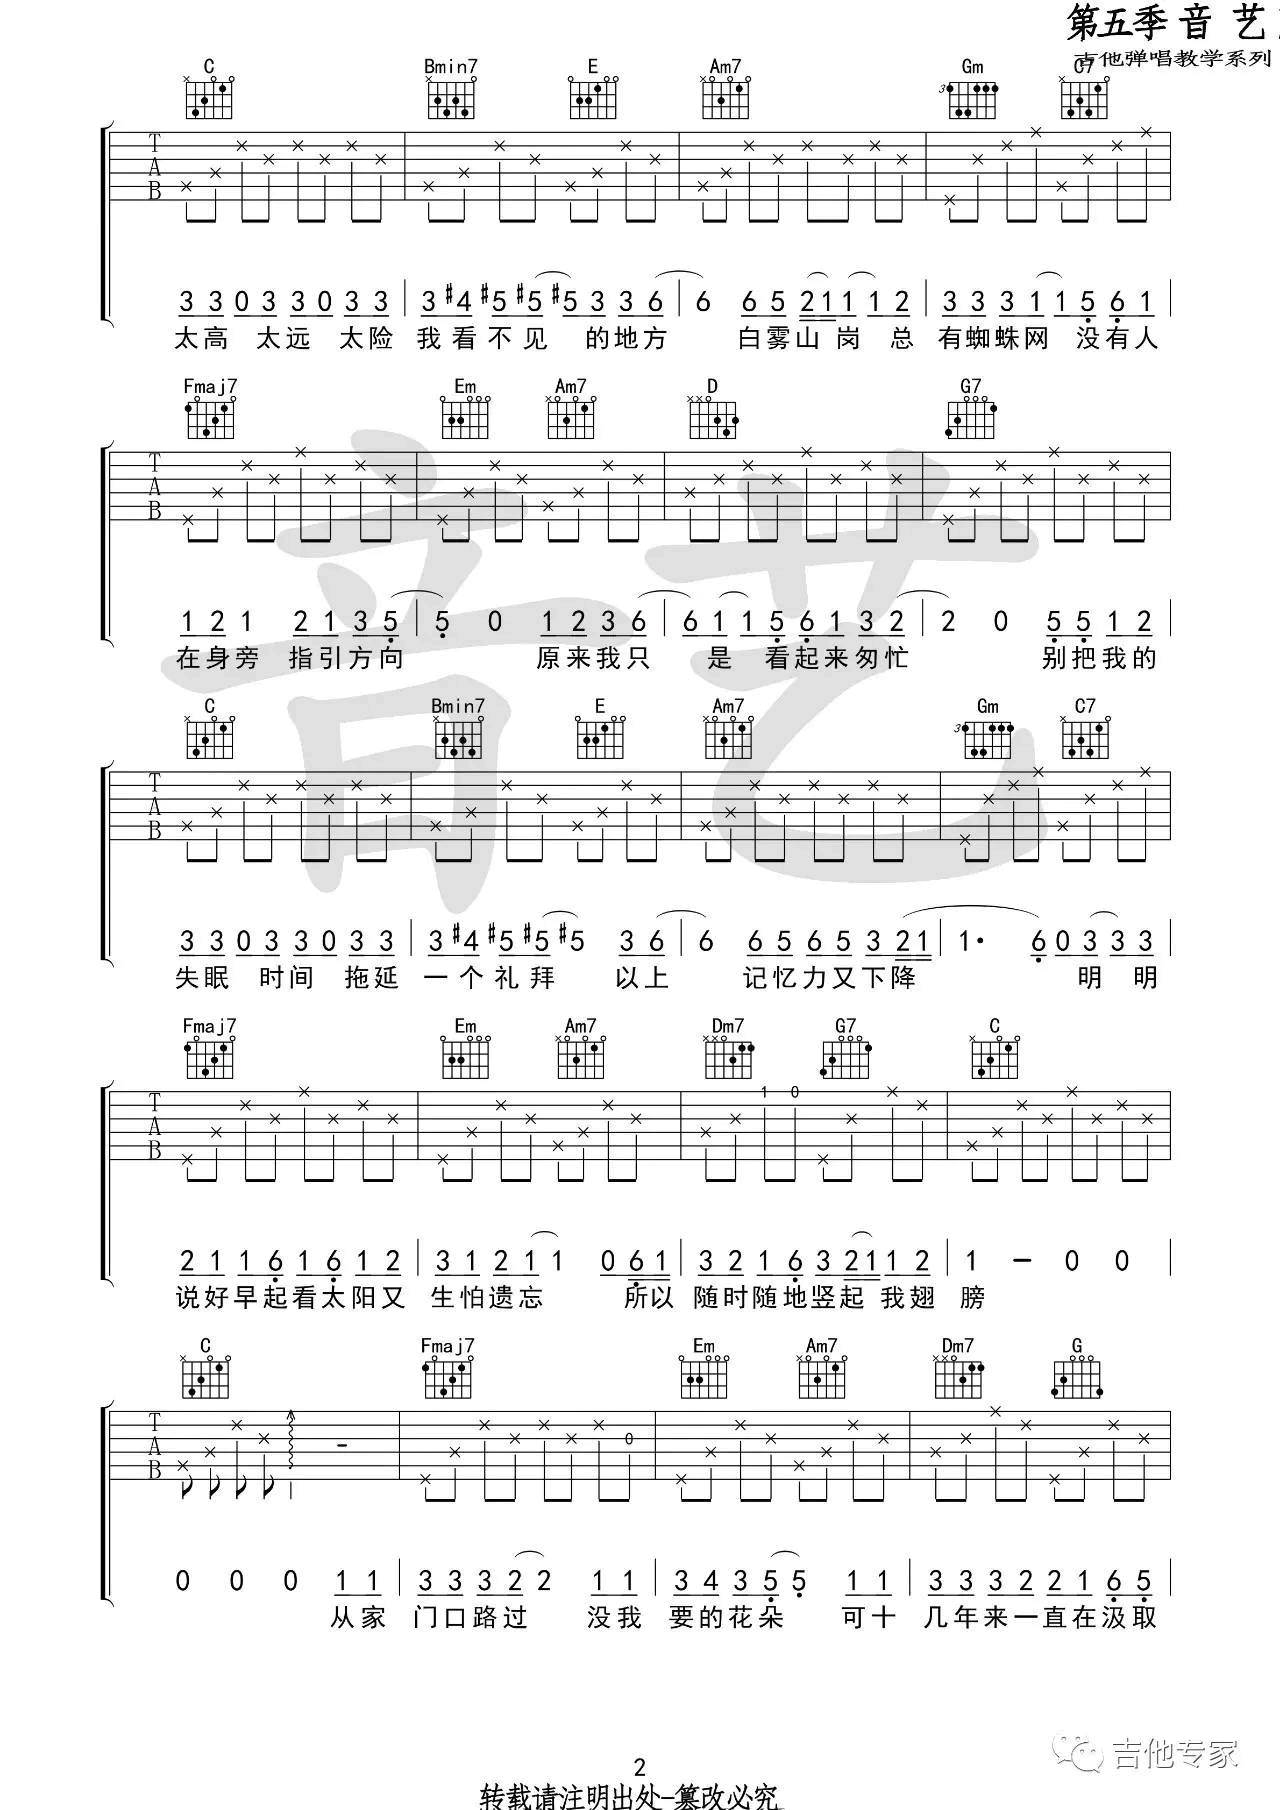 第五季音艺
吉他弹唱教学系列
C Bmin7 E Am7 Gm C7
3
T
A
B
3 3 0 3 3 0 3 3 | 3 #4 #5 #5 #5 3 3 6 | 6 6 5 2 1 1 1 2 | 3 3 3 1 1 5 6 1
太高 太远 太险 我看不见 的地方 白雾山岗 总 有蜘蛛网 没有人
Fmaj7 Em Am7 D G7
T
A
B
1 2 1 2 1 3 5 | 5 0 1 2 3 6 | 6 1 1 5 6 1 3 2 | 2 0 5 5 1 2
在身旁 指引方向 原来我只 是 看起来匆忙 别把我的
C Bmin7 E Am7 Gm C7
3
T
A
B
3 3 0 3 3 0 3 3 | 3 #4 #5 #5 #5 3 6 | 6 6 5 6 5 3 2 1 | 1· 6 0 3 3 3
失眠 时间 拖延 一个礼拜 以上 记忆力又下降 明 明
Fmaj7 Em Am7 Dm7 G7 C
T
A
B
1 0
2 1 1 6 1 6 1 2 | 3 1 2 1 1 0 6 1 | 3 2 1 6 3 2 1 1 2 | 1 - 0 0
说好早起看太阳又 生怕遗忘 所以 随时随地竖起 我翅 膀
C Fmaj7 Em Am7 Dm7 G
T
A
B
- 0
0 0 0 1 1 | 3 3 3 2 2 1 1 | 3 4 3 5 5 1 1 | 3 3 3 2 2 1 6 5
从家 门口路过 没我 要的花朵 可十 几年来一直在汲取
吉他专家
2
转载请注明出处-篡改必究